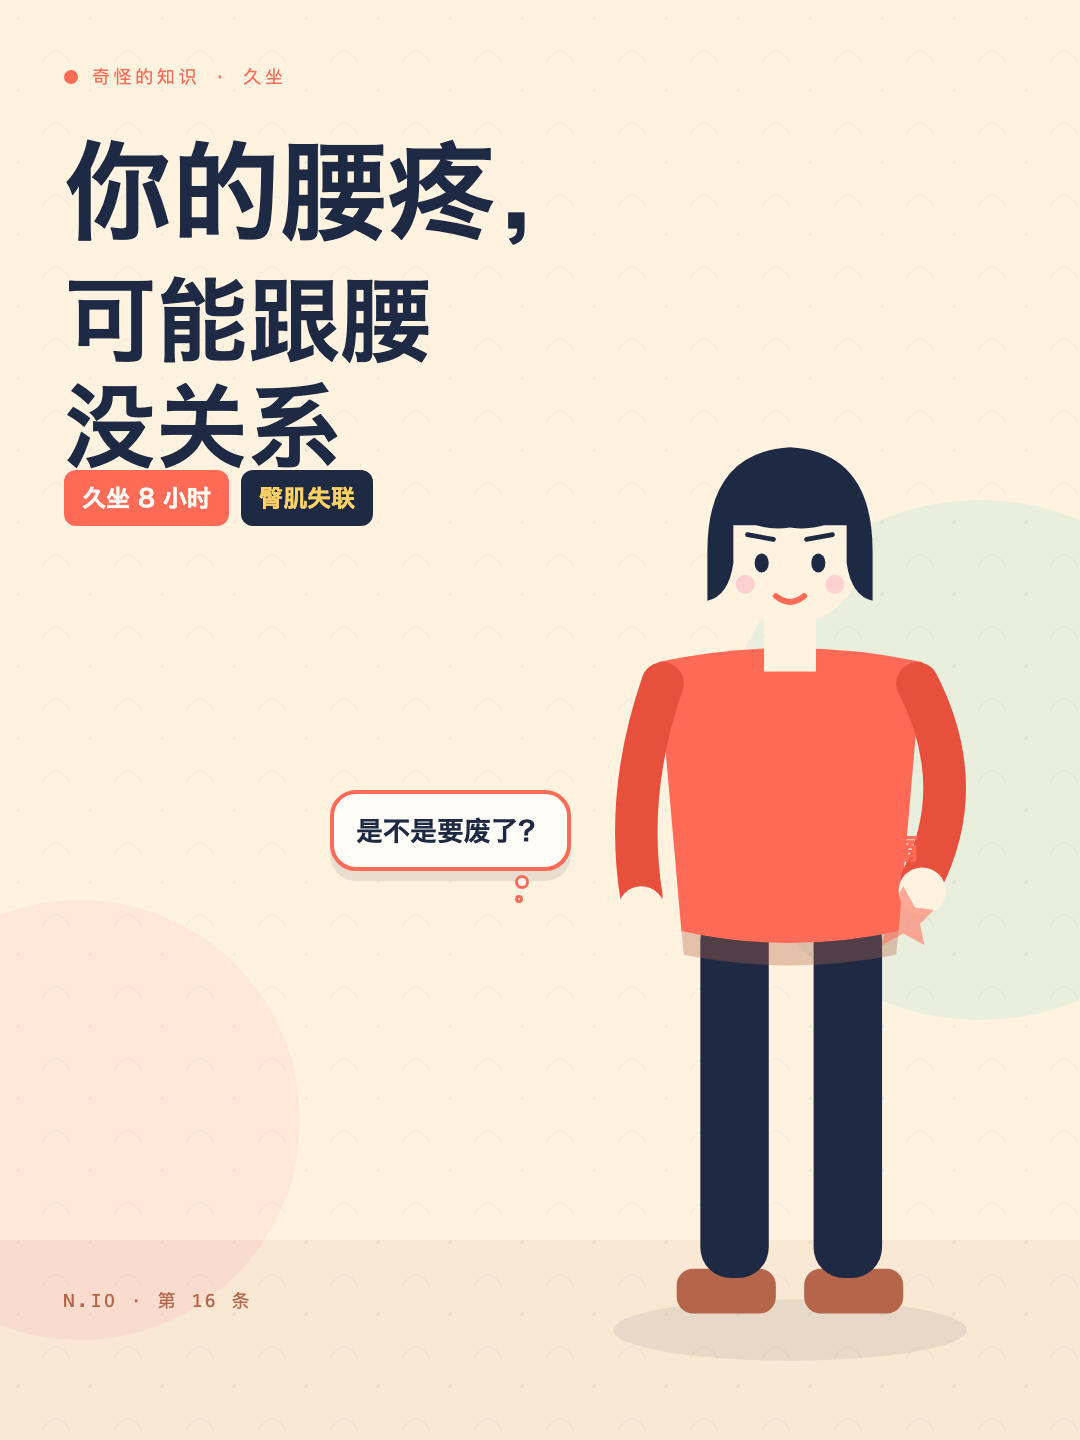 奇怪的知识 · 久坐
你的腰疼，
可能跟腰
没关系
久坐 8 小时
臀肌失联
是不是要废了？
N.IO · 第 16 条